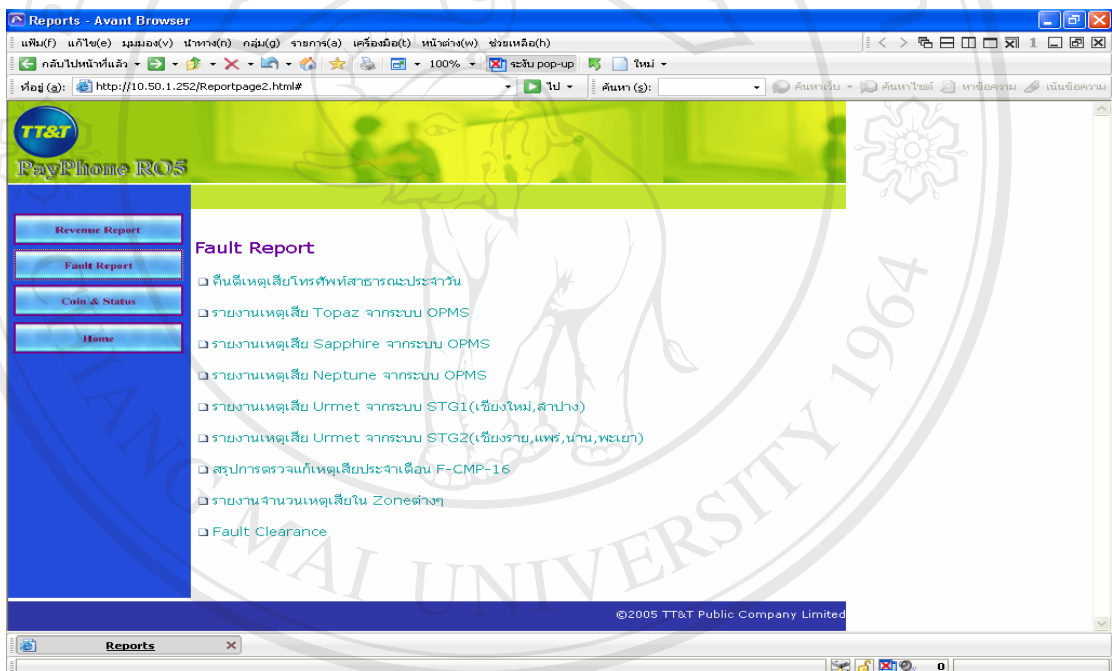 Reports - Avant Browser
แฟ้ม(f) แก้ไข(e) มุมมอง(v) นำทาง(n) กลุ่ม(g) รายการ(a) เครื่องมือ(t) หน้าต่าง(w) ช่วยเหลือ(h)
1
กลับไปหน้าที่แล้ว 100% ระงับ pop-up ใหม่
ที่อยู่ (a): http://10.50.1.252/Reportpage2.html# ไป ค้นหา (s): ค้นหาเว็บ ค้นหาไซต์ หาข้อความ เน้นข้อความ
TT&T
PayPhone RO5
Revenue Report
Fault Report
Coin & Status
Home
Fault Report
คืนดีเหตุเสียโทรศัพท์สาธารณะประจำวัน
รายงานเหตุเสีย Topaz จากระบบ OPMS
รายงานเหตุเสีย Sapphire จากระบบ OPMS
รายงานเหตุเสีย Neptune จากระบบ OPMS
รายงานเหตุเสีย Urmet จากระบบ STG1(เชียงใหม่,ลำปาง)
รายงานเหตุเสีย Urmet จากระบบ STG2(เชียงราย,แพร่,น่าน,พะเยา)
สรุปการตรวจแก้เหตุเสียประจำเดือน F-CMP-16
รายงานจำนวนเหตุเสียใน Zoneต่างๆ
Fault Clearance
©2005 TT&T Public Company Limited
Reports
0
CHIANG MAI UNIVERSITY 1964